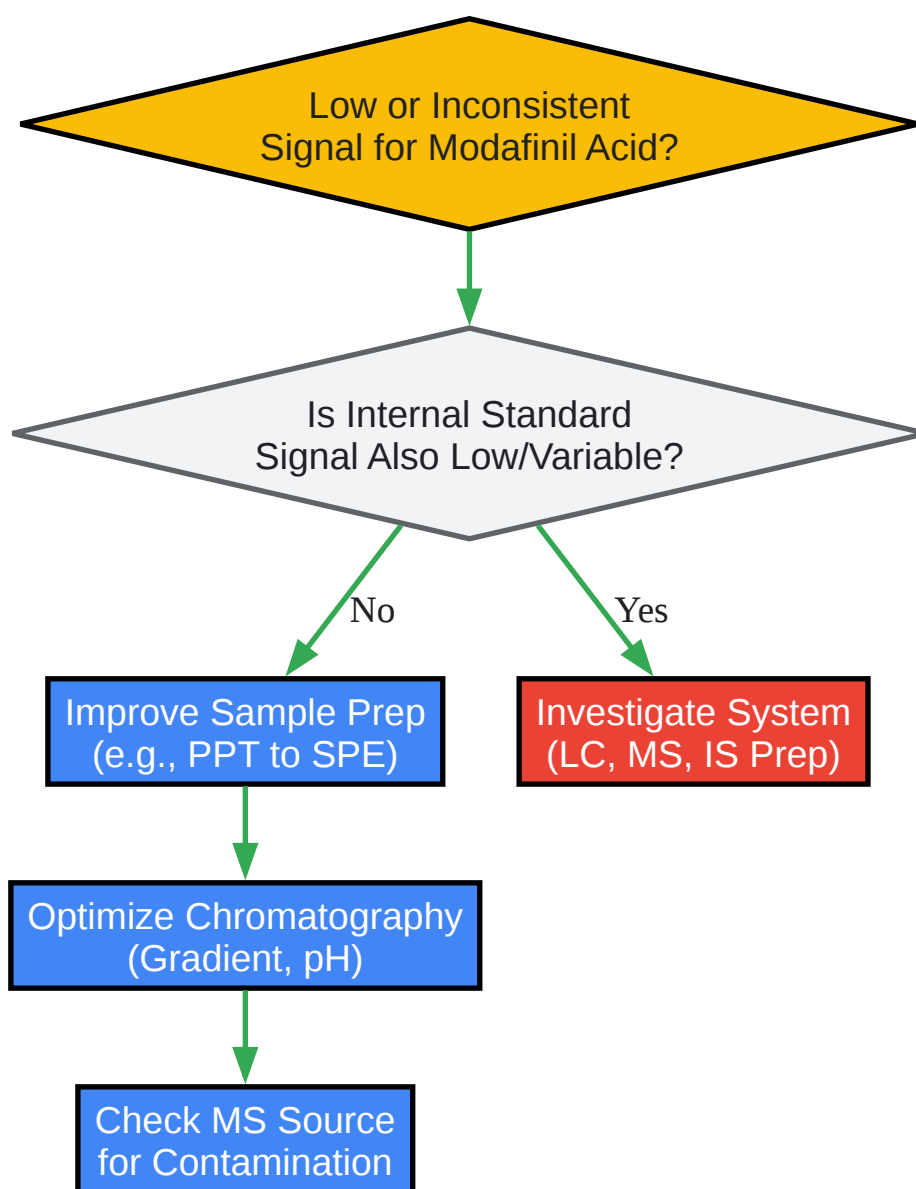 Low or Inconsistent
Signal for Modafinil Acid?
Is Internal Standard
Signal Also Low/Variable?
No
Yes
Improve Sample Prep
(e.g., PPT to SPE)
Investigate System
(LC, MS, IS Prep)
Optimize Chromatography
(Gradient, pH)
Check MS Source
for Contamination